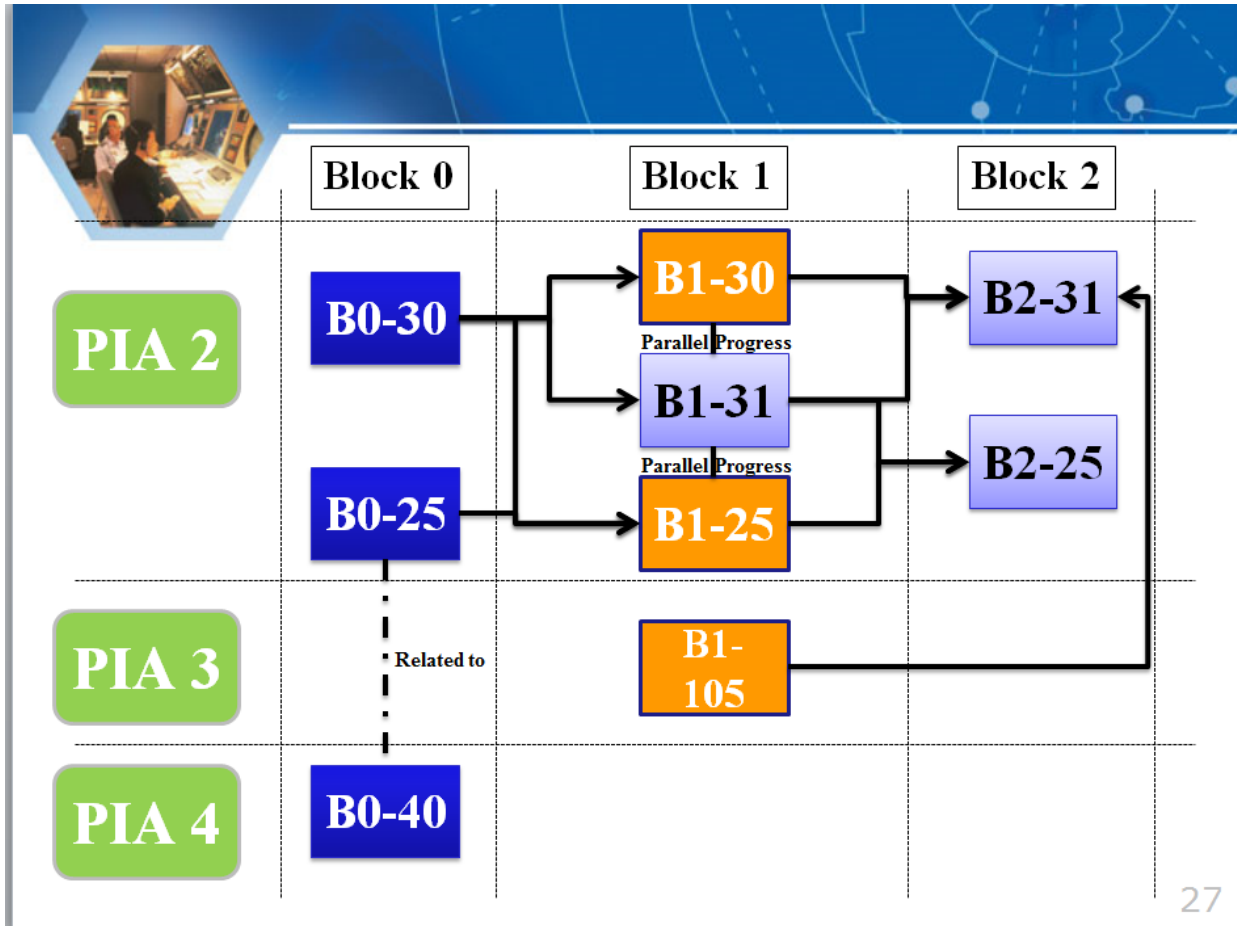 Block 0
Block 1
Block 2
PIA 2
B0-30
B1-30
Parallel Progress
B1-31
Parallel Progress
B1-25
B2-31
B2-25
B0-25
Related to
PIA 3
B1-
105
PIA 4
B0-40
27